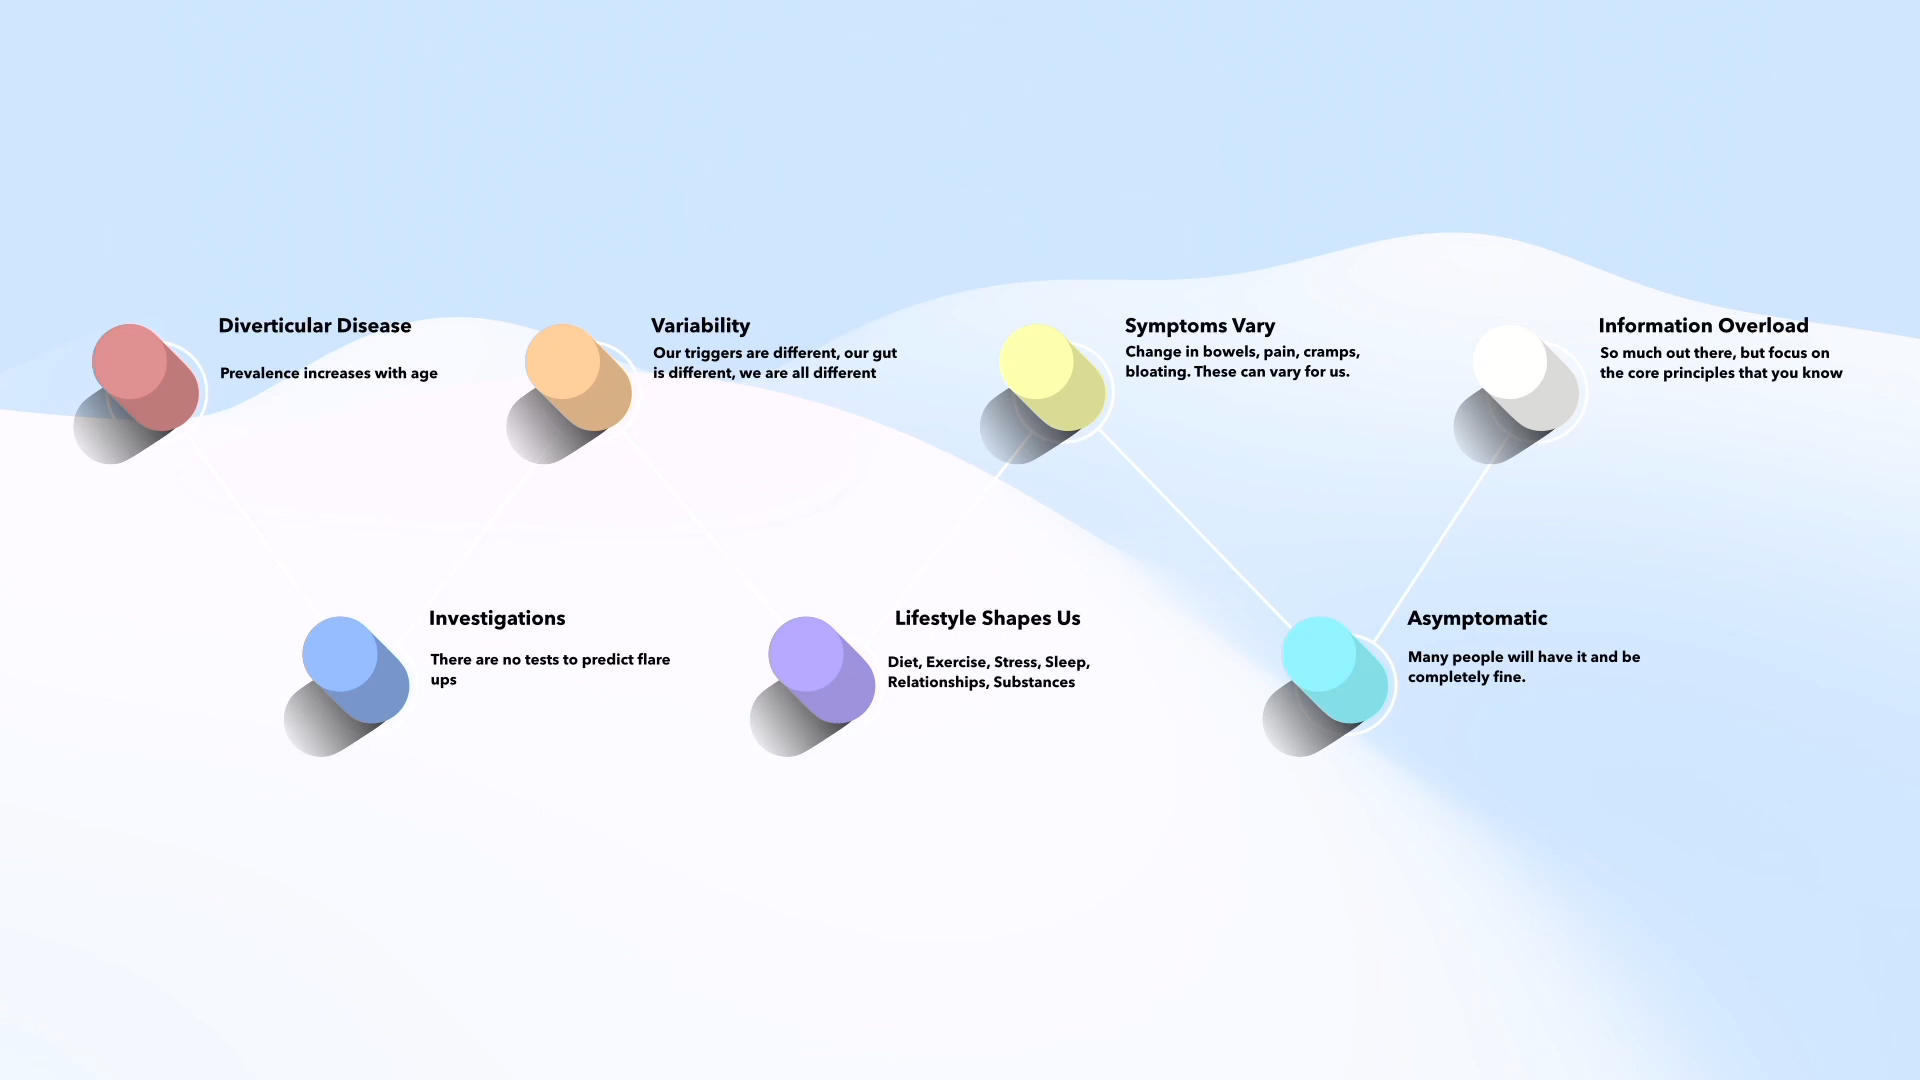 Diverticular Disease
Prevalence increases with age
Investigations
There are no tests to predict flare
ups
Variability
Our triggers are different, our gut
is different, we are all different
Lifestyle Shapes Us
Diet, Exercise, Stress, Sleep,
Relationships, Substances
Symptoms Vary
Change in bowels, pain, cramps,
bloating. These can vary for us.
Asymptomatic
Many people will have it and be
completely fine.
Information Overload
So much out there, but focus on
the core principles that you know